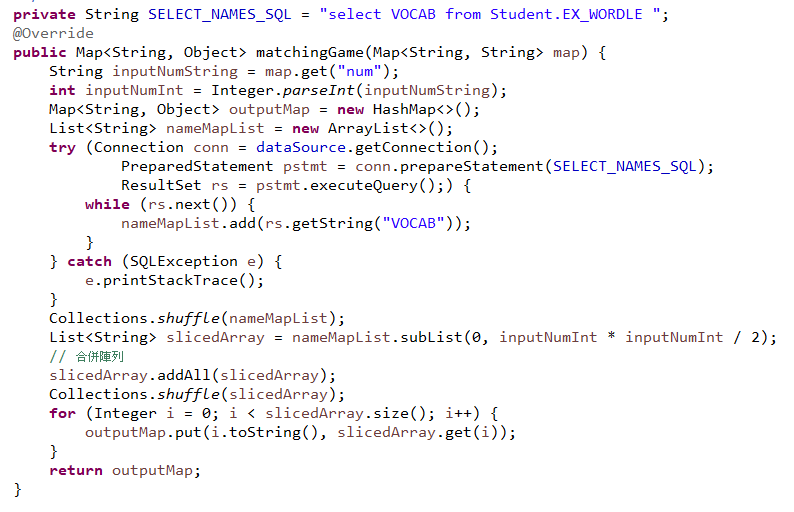 private String SELECT_NAMES_SQL = "select VOCAB from Student.EX_WORDLE ";
@Override
public Map<String, Object> matchingGame(Map<String, String> map) {
    String inputNumString = map.get("num");
    int inputNumInt = Integer.parseInt(inputNumString);
    Map<String, Object> outputMap = new HashMap<>();
    List<String> nameMapList = new ArrayList<>();
    try (Connection conn = dataSource.getConnection();
            PreparedStatement pstmt = conn.prepareStatement(SELECT_NAMES_SQL);
            ResultSet rs = pstmt.executeQuery();) {
        while (rs.next()) {
            nameMapList.add(rs.getString("VOCAB"));
        }
    } catch (SQLException e) {
        e.printStackTrace();
    }
    Collections.shuffle(nameMapList);
    List<String> slicedArray = nameMapList.subList(0, inputNumInt * inputNumInt / 2);
    // 合併陣列
    slicedArray.addAll(slicedArray);
    Collections.shuffle(slicedArray);
    for (Integer i = 0; i < slicedArray.size(); i++) {
        outputMap.put(i.toString(), slicedArray.get(i));
    }
    return outputMap;
}